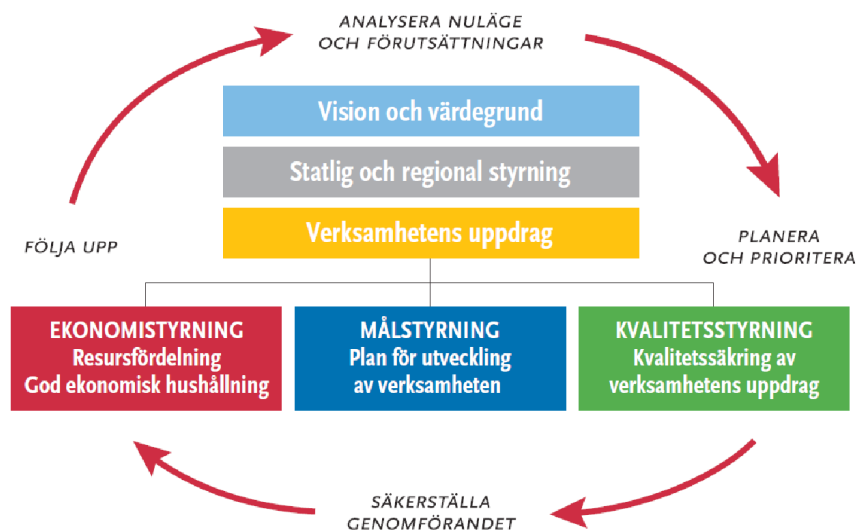 ANALYSERA NULÄGE
OCH FÖRUTSÄTTNINGAR
Vision och värdegrund
Statlig och regional styrning
Verksamhetens uppdrag
FÖLJA UPP
PLANERA
OCH PRIORITERA
EKONOMISTYRNING
Resursfördelning
God ekonomisk hushållning
MÅLSTYRNING
Plan för utveckling
av verksamheten
KVALITETSSTYRNING
Kvalitetssäkring av
verksamhetens uppdrag
SÄKERSTÄLLA
GENOMFÖRANDET